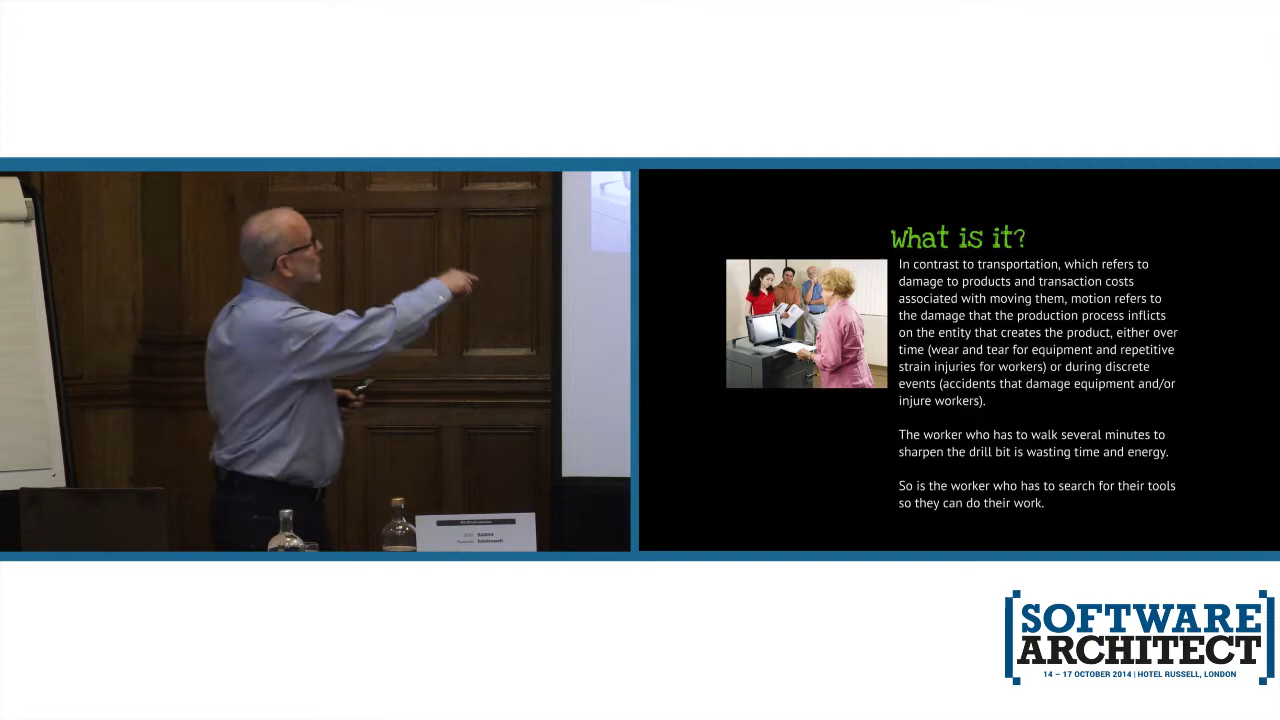 What is it?
In contrast to transportation, which refers to
damage to products and transaction costs
associated with moving them, motion refers to
the damage that the production process inflicts
on the entity that creates the product, either over
time (wear and tear for equipment and repetitive
strain injuries for workers) or during discrete
events (accidents that damage equipment and/or
injure workers).
The worker who has to walk several minutes to
sharpen the drill bit is wasting time and energy.
So is the worker who has to search for their tools
so they can do their work.
SOFTWARE
ARCHITECT
14 – 17 OCTOBER 2014 | HOTEL RUSSELL, LONDON